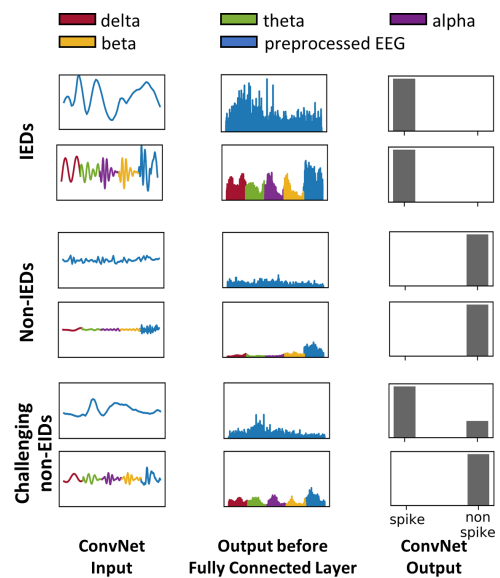 delta
theta
alpha
beta
preprocessed EEG
IEDs
Non-IEDs
Challenging
non-EIDs
spike
non
spike
ConvNet
Input
Output before
Fully Connected Layer
ConvNet
Output